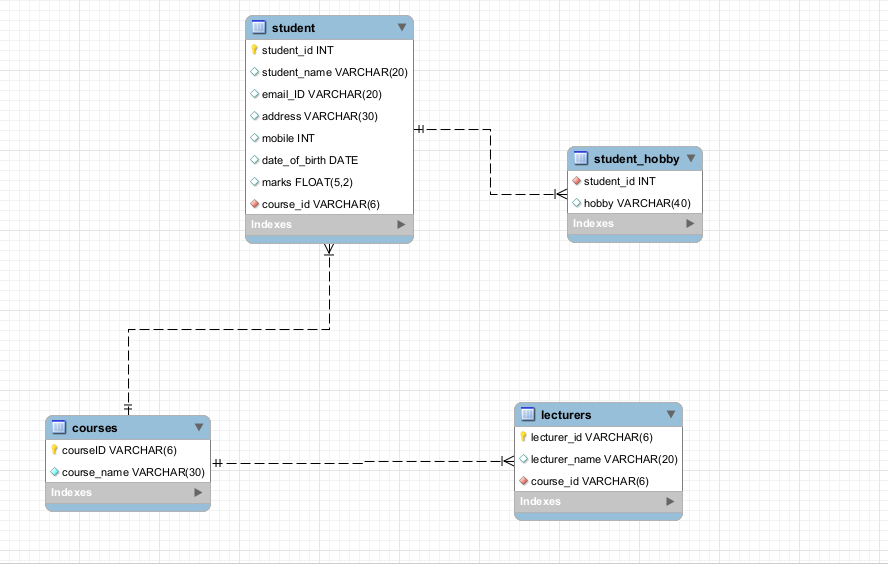 student
student_id INT
student_name VARCHAR(20)
email_ID VARCHAR(20)
address VARCHAR(30)
mobile INT
date_of_birth DATE
marks FLOAT(5,2)
course_id VARCHAR(6)
Indexes
student_hobby
student_id INT
hobby VARCHAR(40)
Indexes
courses
courseID VARCHAR(6)
course_name VARCHAR(30)
Indexes
lecturers
lecturer_id VARCHAR(6)
lecturer_name VARCHAR(20)
course_id VARCHAR(6)
Indexes